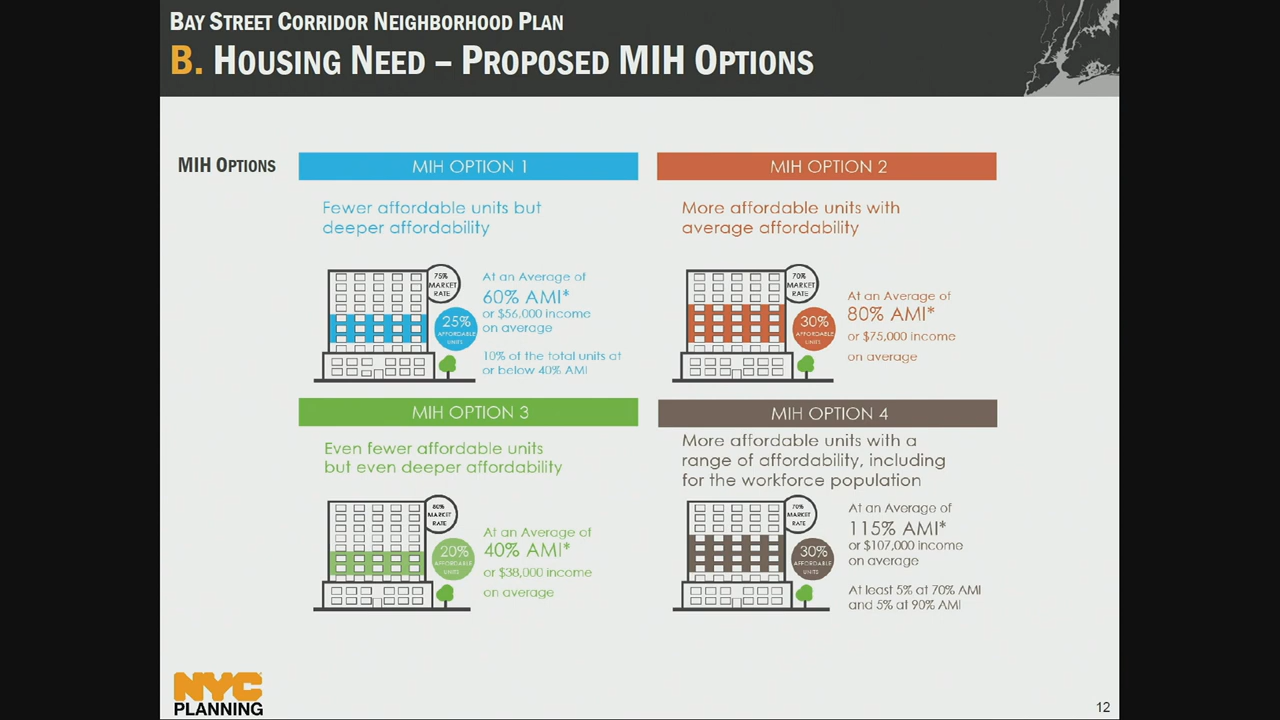 BAY STREET CORRIDOR NEIGHBORHOOD PLAN
B. HOUSING NEED – PROPOSED MIH OPTIONS
MIH OPTIONS
MIH OPTION 1
Fewer affordable units but
deeper affordability
75%
MARKET
RATE
25%
AFFORDABLE
UNITS
At an Average of
60% AMI*
or $56,000 income
on average
10% of the total units at
or below 40% AMI
MIH OPTION 2
More affordable units with
average affordability
70%
MARKET
RATE
30%
AFFORDABLE
UNITS
At an Average of
80% AMI*
or $75,000 income
on average
MIH OPTION 3
Even fewer affordable units
but even deeper affordability
80%
MARKET
RATE
20%
AFFORDABLE
UNITS
At an Average of
40% AMI*
or $38,000 income
on average
MIH OPTION 4
More affordable units with a
range of affordability, including
for the workforce population
70%
MARKET
RATE
30%
AFFORDABLE
UNITS
At an Average of
115% AMI*
or $107,000 income
on average
At least 5% at 70% AMI
and 5% at 90% AMI
NYC
PLANNING
12